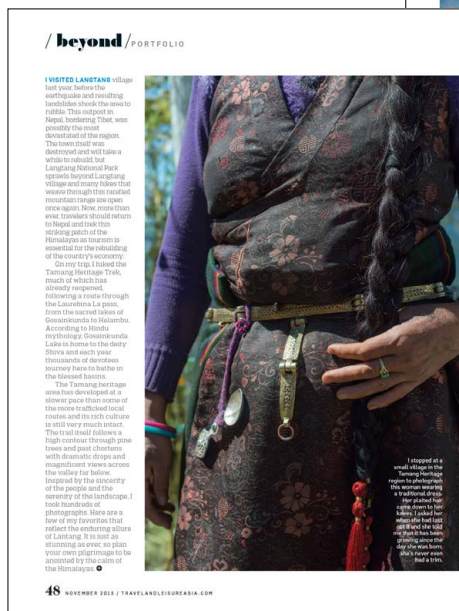 / beyond / PORTFOLIO
I VISITED LANGTANG village
last year, before the
earthquake and resulting
landslides shook the area to
rubble. This outpost in
Nepal, bordering Tibet, was
possibly the most
devastated of the region.
The town itself was
destroyed and will take a
while to rebuild, but
Langtang National Park
sprawls beyond Langtang
village and many hikes that
weave through this rarefied
mountain range are open
once again. Now, more than
ever, travelers should return
to Nepal and trek this
striking patch of the
Himalayas as tourism is
essential for the rebuilding
of the country's economy.
On my trip, I hiked the
Tamang Heritage Trek,
much of which has
already reopened,
following a route through
the Laurebina La pass,
from the sacred lakes of
Gosainkunda to Helambu.
According to Hindu
mythology, Gosainkunda
Lake is home to the deity
Shiva and each year
thousands of devotees
journey here to bathe in
the blessed basins.
The Tamang heritage
area has developed at a
slower pace than some of
the more trafficked local
routes and its rich culture
is still very much intact.
The trail itself follows a
high contour through pine
trees and past chortens
with dramatic drops and
magnificent views across
the valley far below.
Inspired by the sincerity
of the people and the
serenity of the landscape, I
took hundreds of
photographs. Here are a
few of my favorites that
reflect the enduring allure
of Lantang. It is just as
stunning as ever, so plan
your own pilgrimage to be
anointed by the calm of
the Himalayas.
I stopped at a
small village in the
Tamang Heritage
region to photograph
this woman wearing
a traditional dress.
Her plaited hair
came down to her
knees. I asked her
when she had last
cut it and she told
me that it has been
growing since the
day she was born;
she's never even
had a trim.
48 NOVEMBER 2015 / TRAVELANDLEISUREASIA.COM